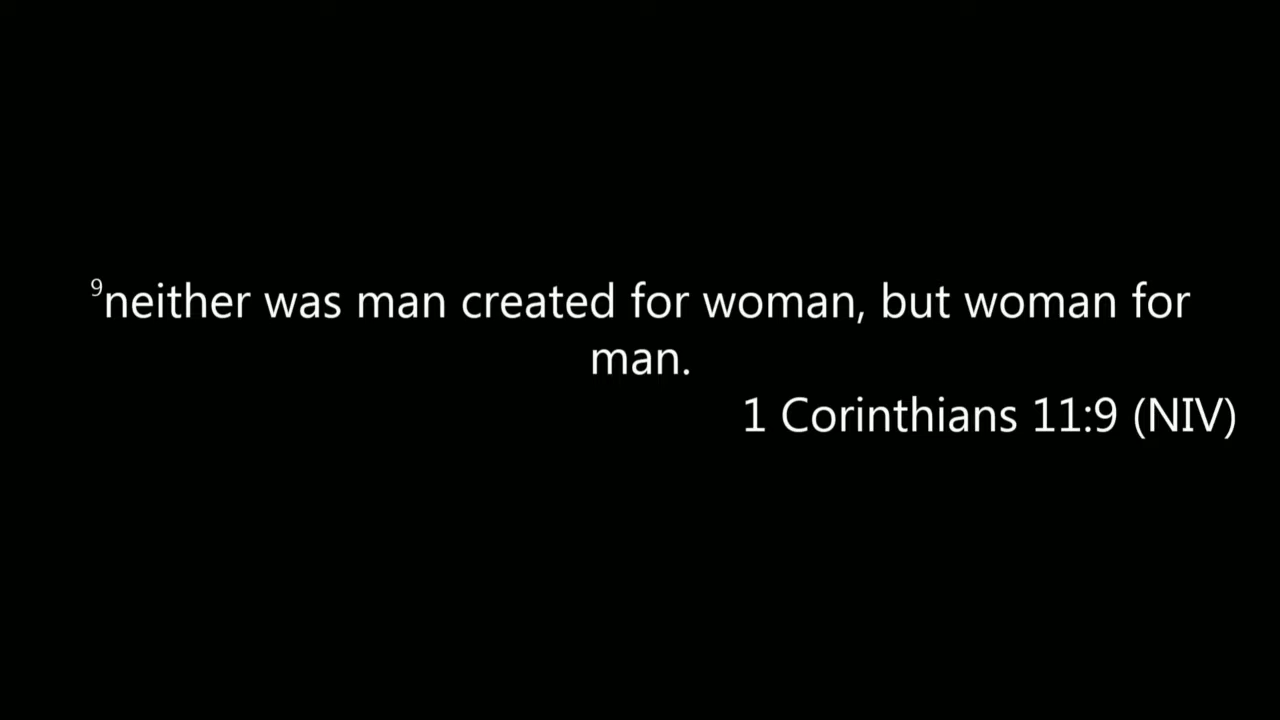 ⁹neither was man created for woman, but woman for
man.
1 Corinthians 11:9 (NIV)